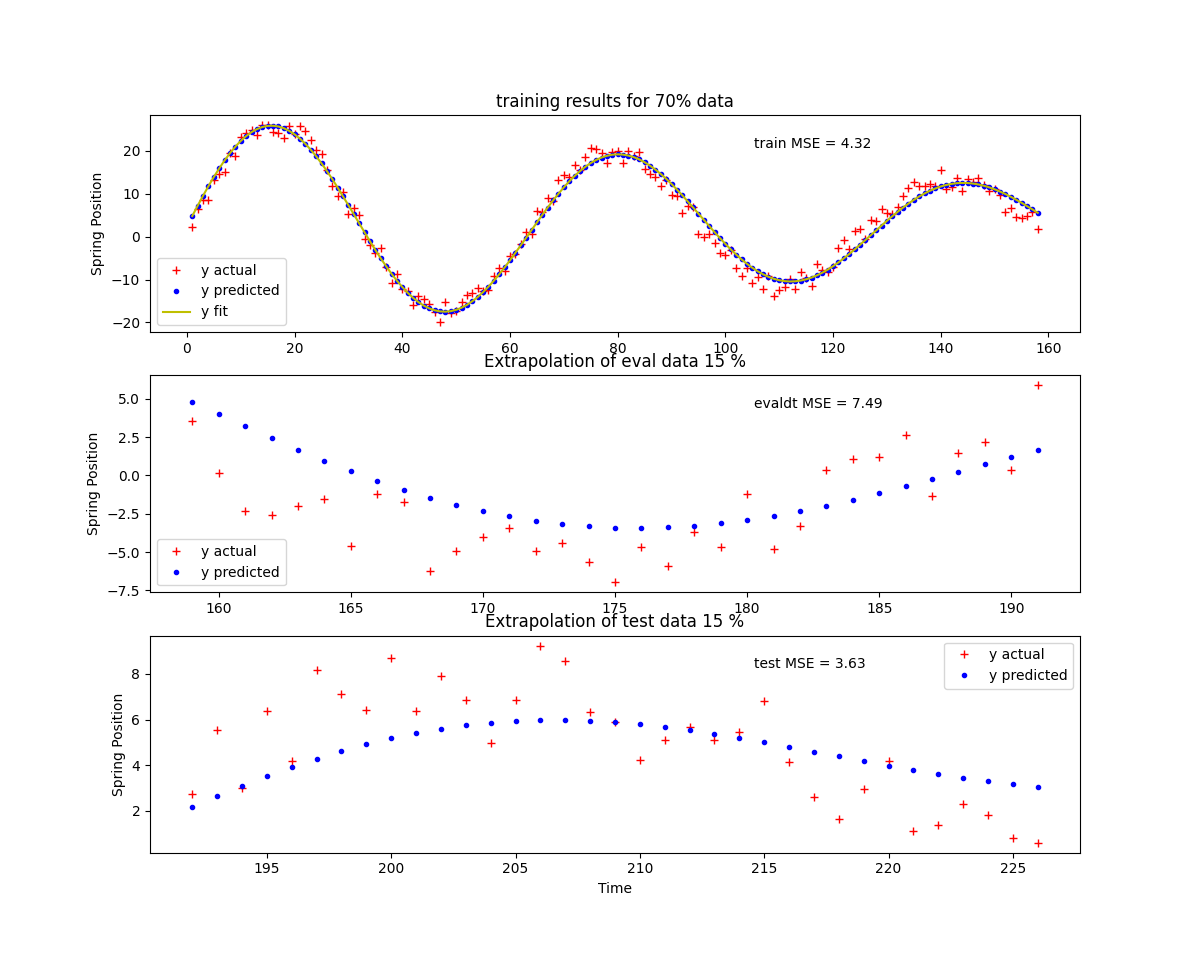 training results for 70% data
train MSE = 4.32
Spring Position
20
10
0
−10
−20
y actual
y predicted
y fit
0 20 40 60 80 100 120 140 160
Extrapolation of eval data 15 %
evaldt MSE = 7.49
Spring Position
5.0
2.5
0.0
−2.5
−5.0
−7.5
y actual
y predicted
160 165 170 175 180 185 190
Extrapolation of test data 15 %
test MSE = 3.63
y actual
y predicted
Spring Position
8
6
4
2
195 200 205 210 215 220 225
Time